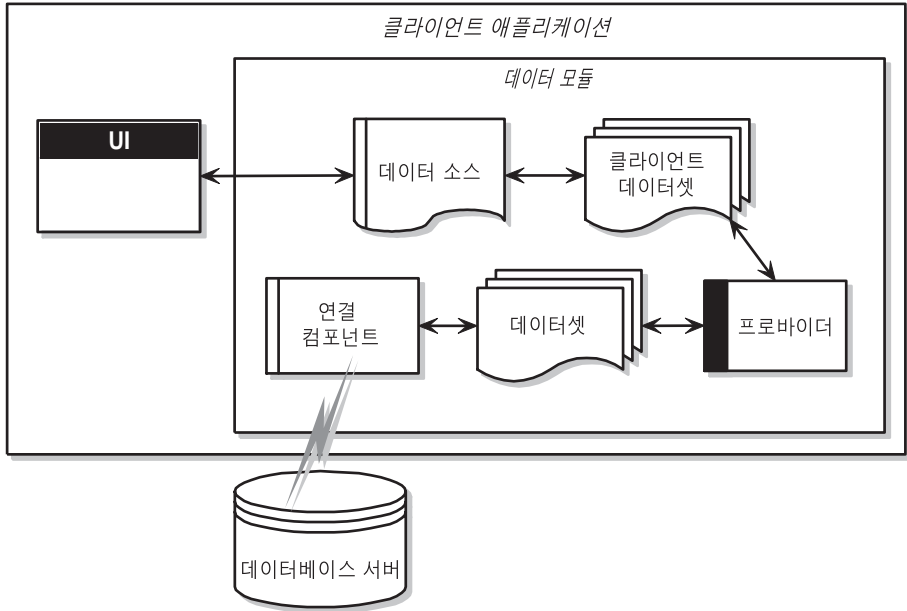 클라이언트 애플리케이션
데이터 모듈
UI
데이터 소스
클라이언트
데이터셋
연결
컴포넌트
데이터셋
프로바이더
데이터베이스 서버